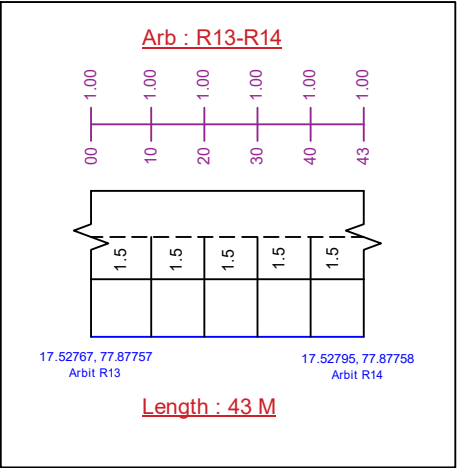 Arb : R13-R14
1.00 1.00 1.00 1.00 1.00 1.00
00 10 20 30 40 43
1.5 1.5 1.5 1.5 1.5
17.52767, 77.87757 17.52795, 77.87758
Arbit R13 Arbit R14
Length : 43 M